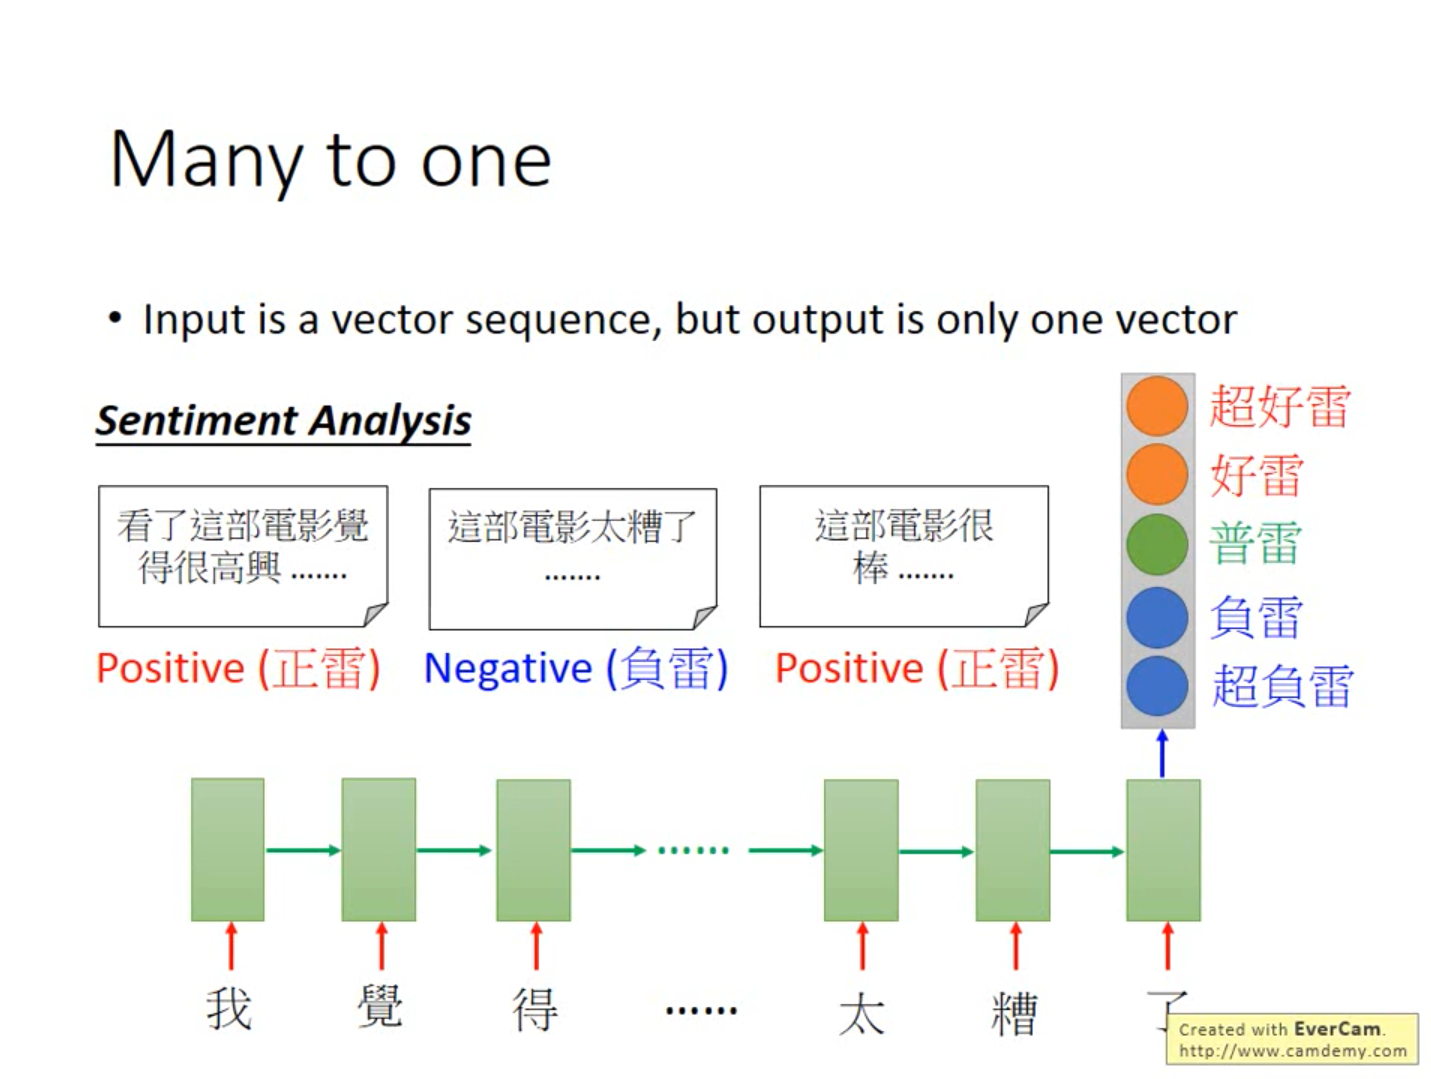 Many to one
• Input is a vector sequence, but output is only one vector
Sentiment Analysis
超好雷
好雷
普雷
負雷
超負雷
看了這部電影覺
得很高興 .......
這部電影太糟了
.......
這部電影很
棒 .......
Positive (正雷)
Negative (負雷)
Positive (正雷)
......
我 覺 得 ...... 太 糟 了
Created with EverCam.
http://www.camdemy.com